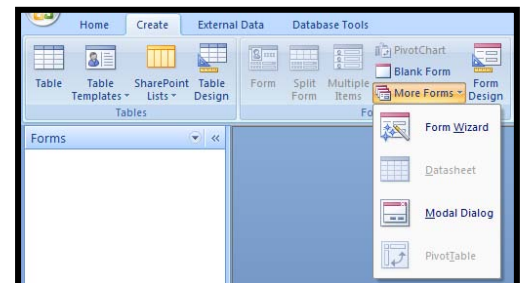 Home Create External Data Database Tools
PivotChart
Blank Form
More Forms
Table Table Templates SharePoint Lists Table Design Form Split Form Multiple Items Form Design
Tables Fo
Forms
Form Wizard
Datasheet
Modal Dialog
PivotTable